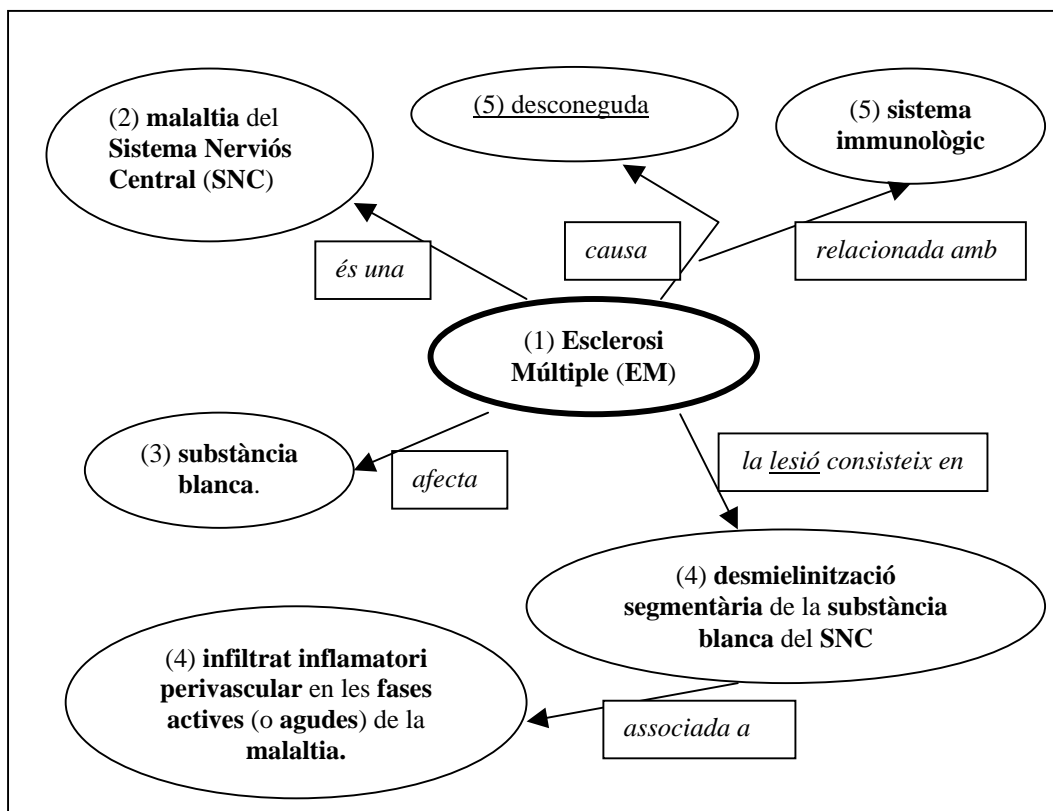 (2) malaltia del
Sistema Nerviós
Central (SNC)
(5) desconeguda
(5) sistema
immunològic
és una
causa
relacionada amb
(1) Esclerosi
Múltiple (EM)
(3) substància
blanca.
afecta
la lesió consisteix en
(4) desmielinització
segmentària de la substància
blanca del SNC
(4) infiltrat inflamatori
perivascular en les fases
actives (o agudes) de la
malaltia.
associada a